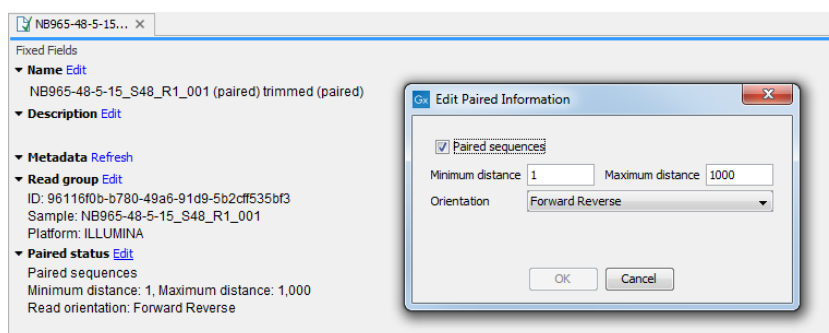 NB965-48-5-15...
Fixed Fields
Name Edit
NB965-48-5-15_S48_R1_001 (paired) trimmed (paired)
Description Edit
Metadata Refresh
Read group Edit
ID: 96116f0b-b780-49a6-91d9-5b2cff535bf3
Sample: NB965-48-5-15_S48_R1_001
Platform: ILLUMINA
Paired status Edit
Paired sequences
Minimum distance: 1, Maximum distance: 1,000
Read orientation: Forward Reverse
Gx Edit Paired Information
Paired sequences
Minimum distance 1 Maximum distance 1000
Orientation Forward Reverse
OK Cancel